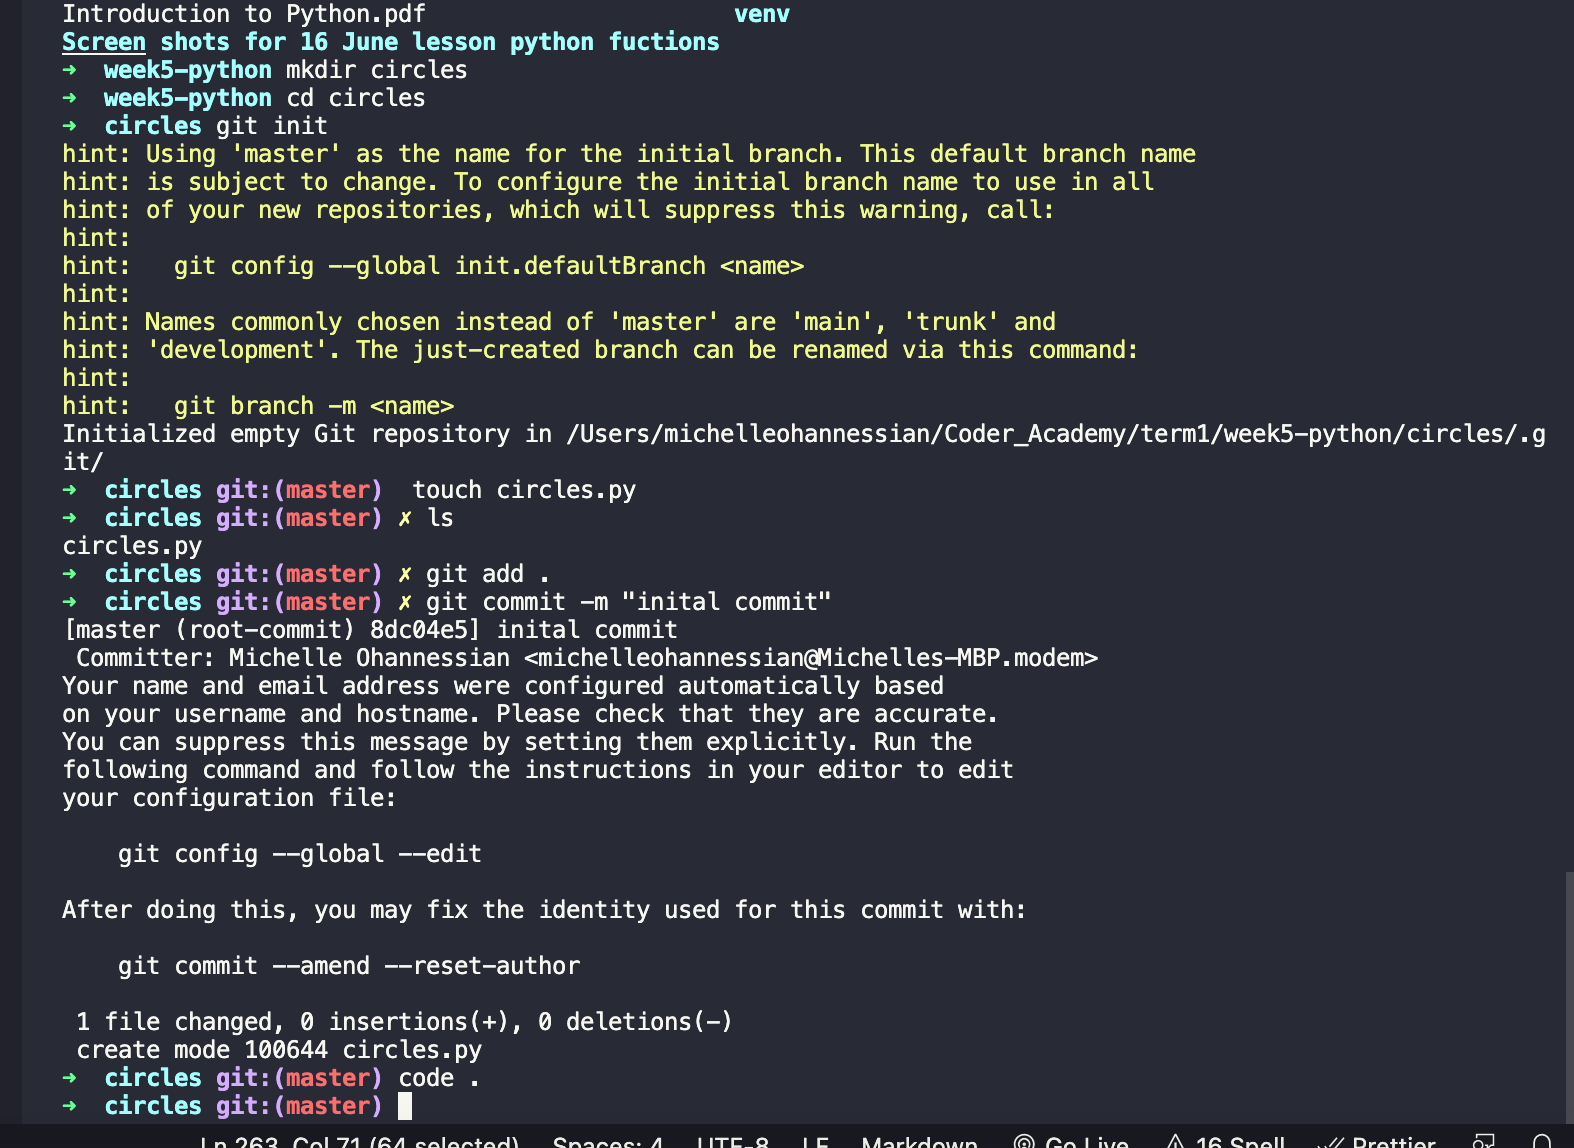 Introduction to Python.pdf venv
Screen shots for 16 June lesson python fuctions
➜ week5-python mkdir circles
➜ week5-python cd circles
➜ circles git init
hint: Using 'master' as the name for the initial branch. This default branch name
hint: is subject to change. To configure the initial branch name to use in all
hint: of your new repositories, which will suppress this warning, call:
hint:
hint:   git config --global init.defaultBranch <name>
hint:
hint: Names commonly chosen instead of 'master' are 'main', 'trunk' and
hint: 'development'. The just-created branch can be renamed via this command:
hint:
hint:   git branch -m <name>
Initialized empty Git repository in /Users/michelleohannessian/Coder_Academy/term1/week5-python/circles/.g
it/
➜ circles git:(master) touch circles.py
➜ circles git:(master) ✗ ls
circles.py
➜ circles git:(master) ✗ git add .
➜ circles git:(master) ✗ git commit -m "inital commit"
[master (root-commit) 8dc04e5] inital commit
Committer: Michelle Ohannessian <michelleohannessian@Michelles-MBP.modem>
Your name and email address were configured automatically based
on your username and hostname. Please check that they are accurate.
You can suppress this message by setting them explicitly. Run the
following command and follow the instructions in your editor to edit
your configuration file:
git config --global --edit
After doing this, you may fix the identity used for this commit with:
git commit --amend --reset-author
1 file changed, 0 insertions(+), 0 deletions(-)
create mode 100644 circles.py
➜ circles git:(master) code .
➜ circles git:(master)
Ln 263, Col 71 (64 selected) Spaces: 4 UTF-8 LF Markdown Go Live 16 Spell Prettier